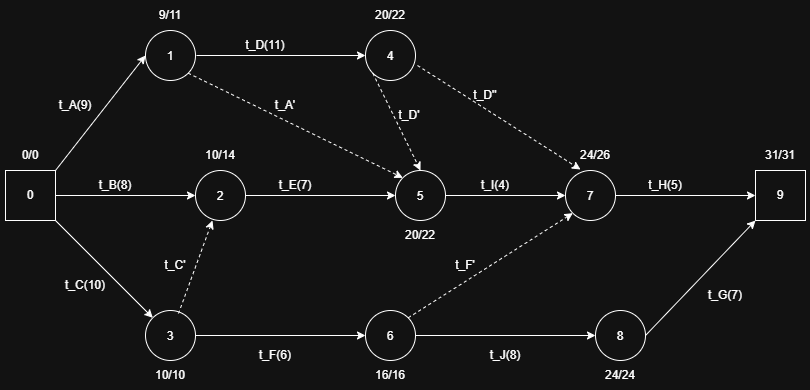 9/11
20/22
1
t_D(11)
4
t_A(9)
t_A'
t_D'
t_D"
0/0
10/14
24/26
31/31
0
t_B(8)
2
t_E(7)
5
t_I(4)
7
t_H(5)
9
20/22
t_C(10)
t_C'
t_F'
t_G(7)
3
t_F(6)
6
t_J(8)
8
10/10
16/16
24/24